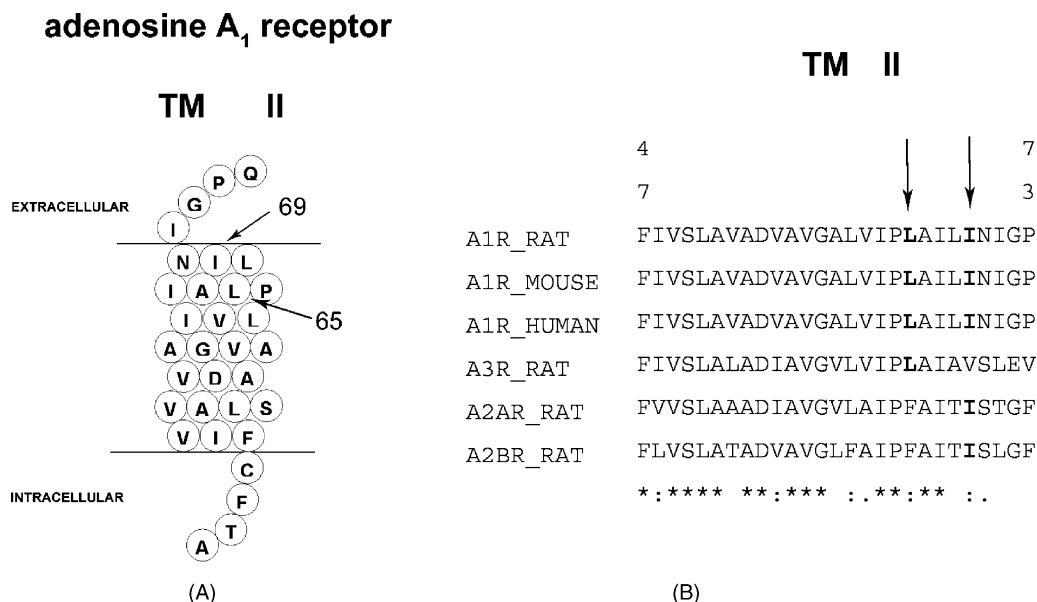 adenosine A₁ receptor
TM II
EXTRACELLULAR
Q
P
G
I
69
N I L
I A L P
65
I V L
A G V A
V D A
V A L S
V I F
INTRACELLULAR
C
F
T
A
(A)
TM II
4 7
7 3
A1R_RAT FIVSLAVADVAVGALVIPLAILINIGP
A1R_MOUSE FIVSLAVADVAVGALVIPLAILINIGP
A1R_HUMAN FIVSLAVADVAVGALVIPLAILINIGP
A3R_RAT FIVSLALADIAVGVLVIPLAIAVSLEV
A2AR_RAT FVVSLAAADIAVGVLAIPFAITISTGF
A2BR_RAT FLVSLATADVAVGLFAIPFAITISLGF
*:**** **:*** :.**:** :.
(B)